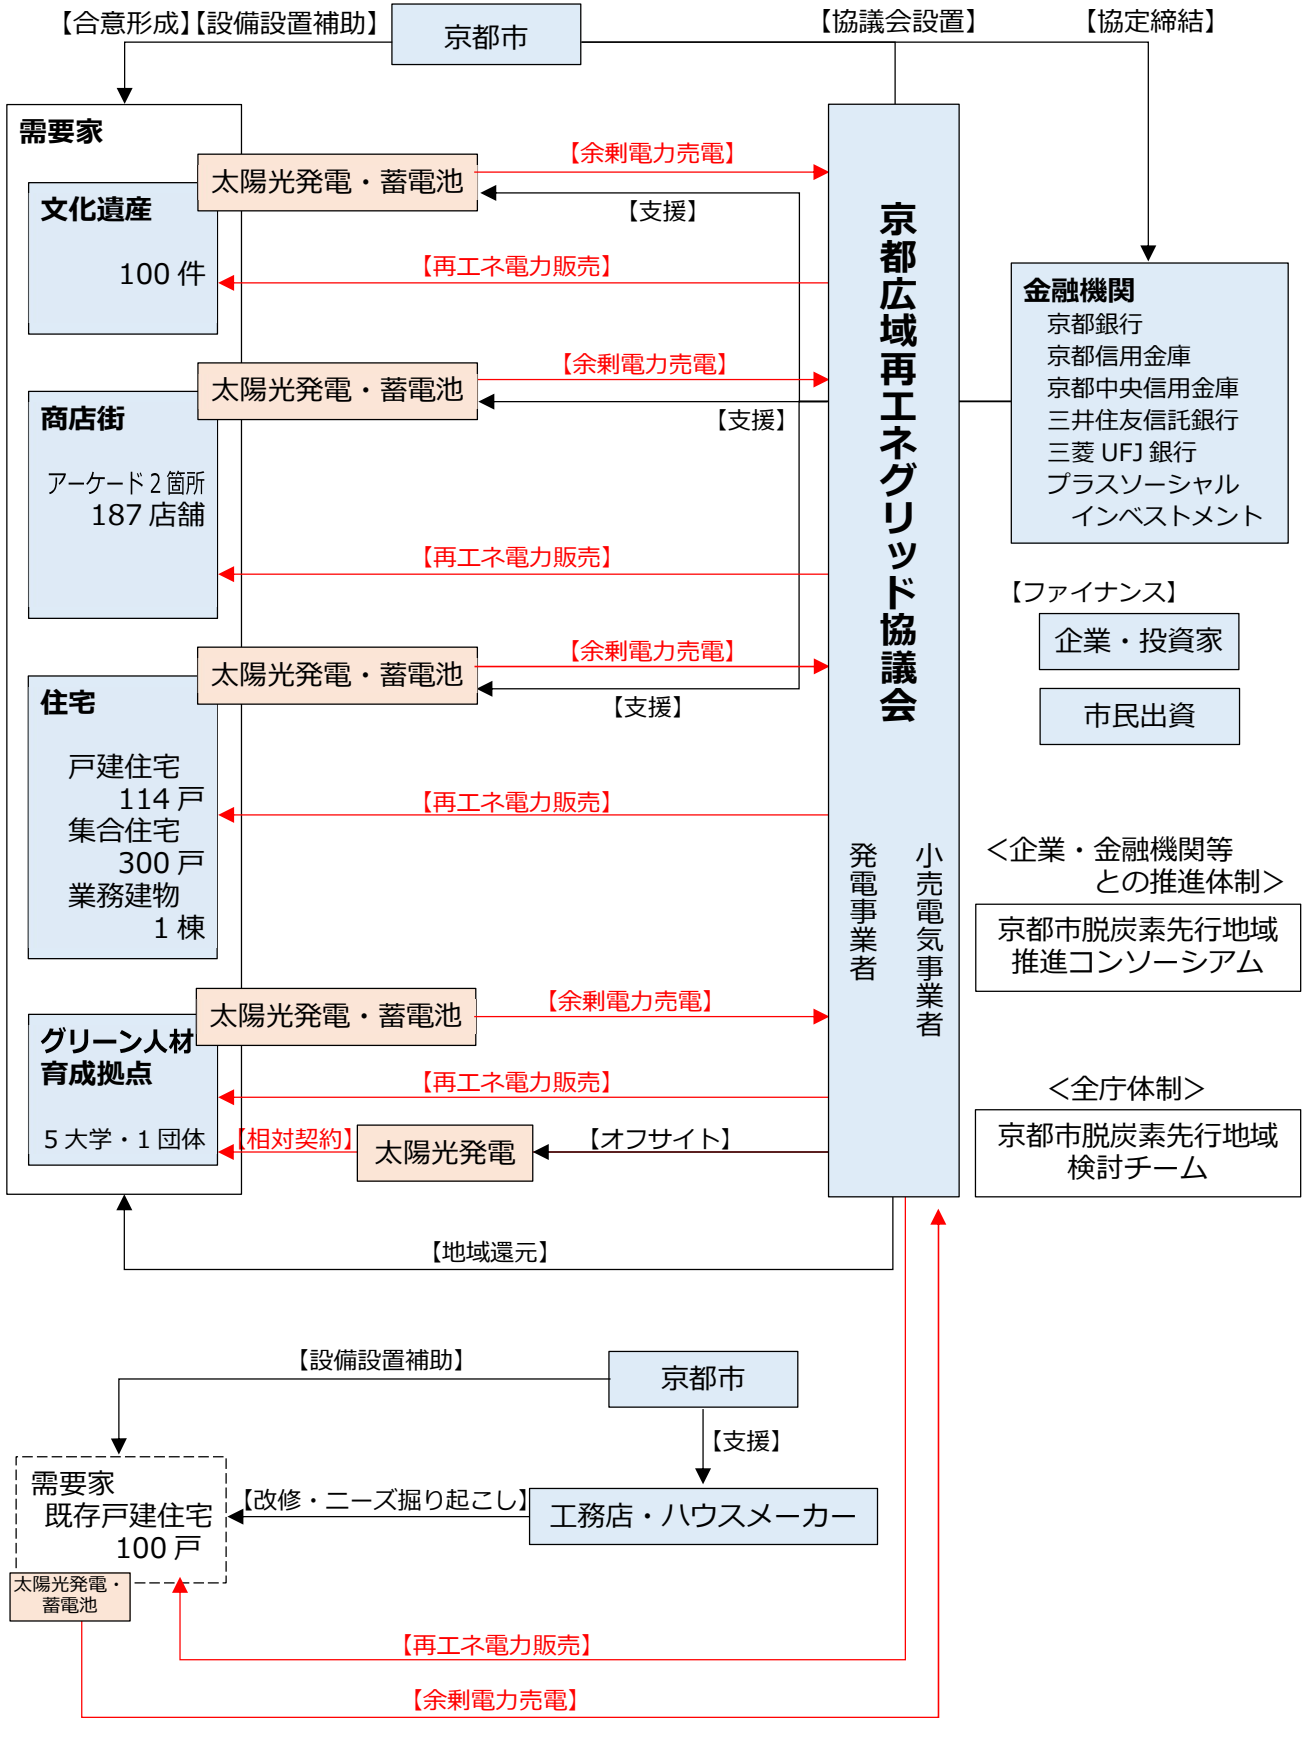 【合意形成】【設備設置補助】
京都市
【協議会設置】
【協定締結】
需要家
太陽光発電・蓄電池
【余剰電力売電】
【支援】
文化遺産
100 件
【再エネ電力販売】
太陽光発電・蓄電池
【余剰電力売電】
【支援】
商店街
アーケード 2 箇所
187 店舗
【再エネ電力販売】
太陽光発電・蓄電池
【余剰電力売電】
【支援】
住宅
戸建住宅
114 戸
集合住宅
300 戸
業務建物
1 棟
【再エネ電力販売】
太陽光発電・蓄電池
【余剰電力売電】
グリーン人材
育成拠点
5 大学・1 団体
【再エネ電力販売】
【相対契約】
太陽光発電
【オフサイト】
京都広域再エネグリッド協議会
発電事業者
小売電気事業者
金融機関
京都銀行
京都信用金庫
京都中央信用金庫
三井住友信託銀行
三菱 UFJ 銀行
プラスソーシャル
インベストメント
【ファイナンス】
企業・投資家
市民出資
＜企業・金融機関等
との推進体制＞
京都市脱炭素先行地域
推進コンソーシアム
＜全庁体制＞
京都市脱炭素先行地域
検討チーム
【地域還元】
【設備設置補助】
京都市
【支援】
需要家
既存戸建住宅
100 戸
【改修・ニーズ掘り起こし】
工務店・ハウスメーカー
太陽光発電・
蓄電池
【再エネ電力販売】
【余剰電力売電】